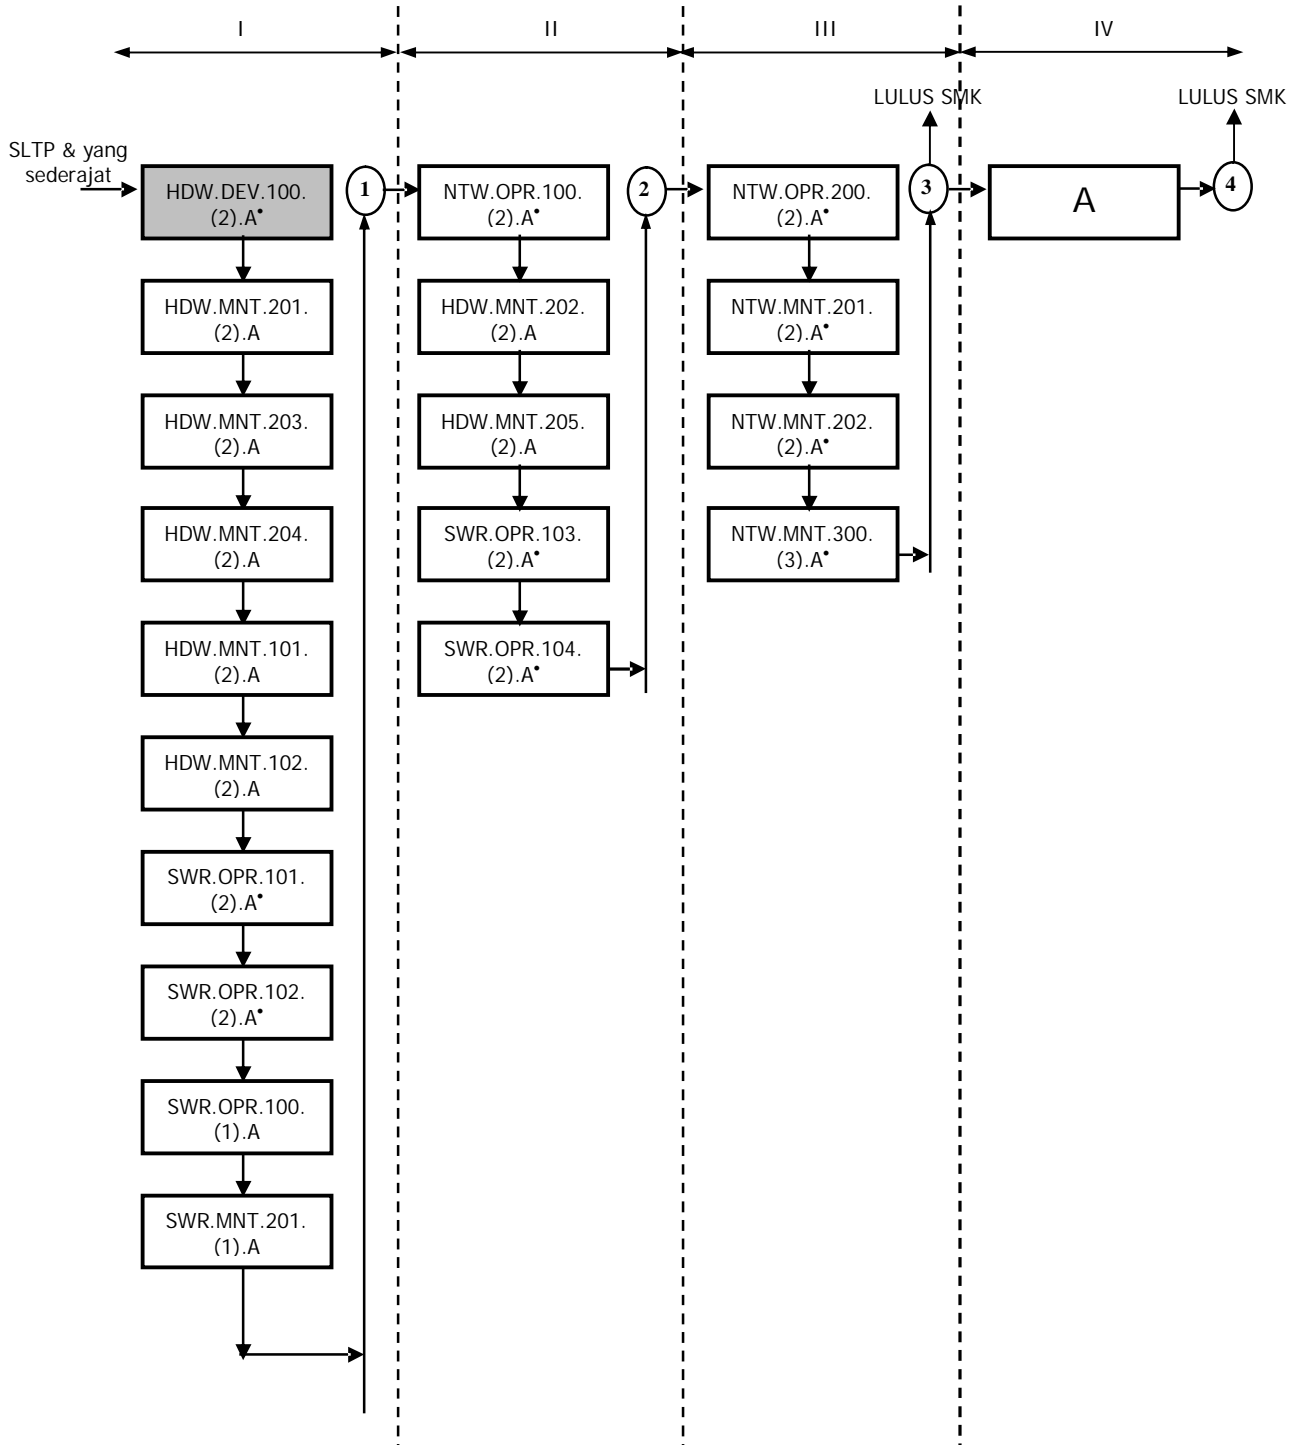 I
II
III
IV
LULUS SMK
LULUS SMK
SLTP & yang
sederajat
HDW.DEV.100.
(2).A•
HDW.MNT.201.
(2).A
HDW.MNT.203.
(2).A
HDW.MNT.204.
(2).A
HDW.MNT.101.
(2).A
HDW.MNT.102.
(2).A
SWR.OPR.101.
(2).A•
SWR.OPR.102.
(2).A•
SWR.OPR.100.
(1).A
SWR.MNT.201.
(1).A
1
NTW.OPR.100.
(2).A•
HDW.MNT.202.
(2).A
HDW.MNT.205.
(2).A
SWR.OPR.103.
(2).A•
SWR.OPR.104.
(2).A•
2
NTW.OPR.200.
(2).A•
NTW.MNT.201.
(2).A•
NTW.MNT.202.
(2).A•
NTW.MNT.300.
(3).A•
3
A
4